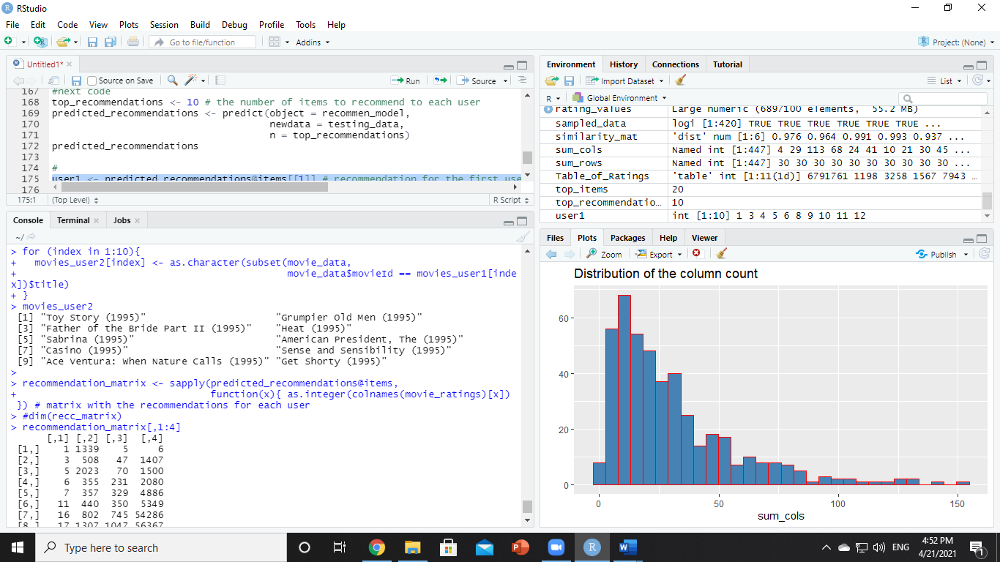 RStudio
File Edit Code View Plots Session Build Debug Profile Tools Help
Go to file/function Addins Project: (None)
Untitled1*
Source on Save Run Source
167 #next code
168 top_recommendations <- 10 # the number of items to recommend to each user
169 predicted_recommendations <- predict(object = recommen_model,
170 newdata = testing_data,
171 n = top_recommendations)
172 predicted_recommendations
173
174 #
175 user1 <- predicted_recommendations@items[[1]] # recommendation for the first use
176
175:1 (Top Level) R Script
Console Terminal Jobs
~/
> for (index in 1:10){
+ movies_user2[index] <- as.character(subset(movie_data,
+ movie_data$movieId == movies_user1[inde
x])$title)
+ }
> movies_user2
[1] "Toy Story (1995)" "Grumpier Old Men (1995)"
[3] "Father of the Bride Part II (1995)" "Heat (1995)"
[5] "Sabrina (1995)" "American President, The (1995)"
[7] "Casino (1995)" "Sense and Sensibility (1995)"
[9] "Ace Ventura: When Nature Calls (1995)" "Get Shorty (1995)"
>
> recommendation_matrix <- sapply(predicted_recommendations@items,
+ function(x){ as.integer(colnames(movie_ratings)[x])
}) # matrix with the recommendations for each user
> #dim(recc_matrix)
> recommendation_matrix[,1:4]
[,1] [,2] [,3] [,4]
[1,] 1 1339 5 6
[2,] 3 508 47 1407
[3,] 5 2023 70 1500
[4,] 6 355 231 2080
[5,] 7 357 329 4886
[6,] 11 440 350 5349
[7,] 16 802 745 54286
[8,] 17 1307 1047 56367
Environment History Connections Tutorial
Import Dataset List
R Global Environment
rating_values Large numeric (6897100 elements, 55.2 MB)
sampled_data logi [1:420] TRUE TRUE TRUE TRUE TRUE TRUE ...
similarity_mat 'dist' num [1:6] 0.976 0.964 0.991 0.993 0.937 ...
sum_cols Named int [1:447] 4 29 113 68 24 41 10 21 30 45 ...
sum_rows Named int [1:447] 30 30 30 30 30 30 30 30 30 30 ...
Table_of_Ratings 'table' int [1:11(1d)] 6791761 1198 3258 1567 7943 …
top_items 20
top_recommendatio… 10
user1 int [1:10] 1 3 4 5 6 8 9 10 11 12
Files Plots Packages Help Viewer
Zoom Export Publish
Distribution of the column count
60
40
20
0
0 50 100 150
sum_cols
Type here to search
ENG
4:52 PM
4/21/2021
1